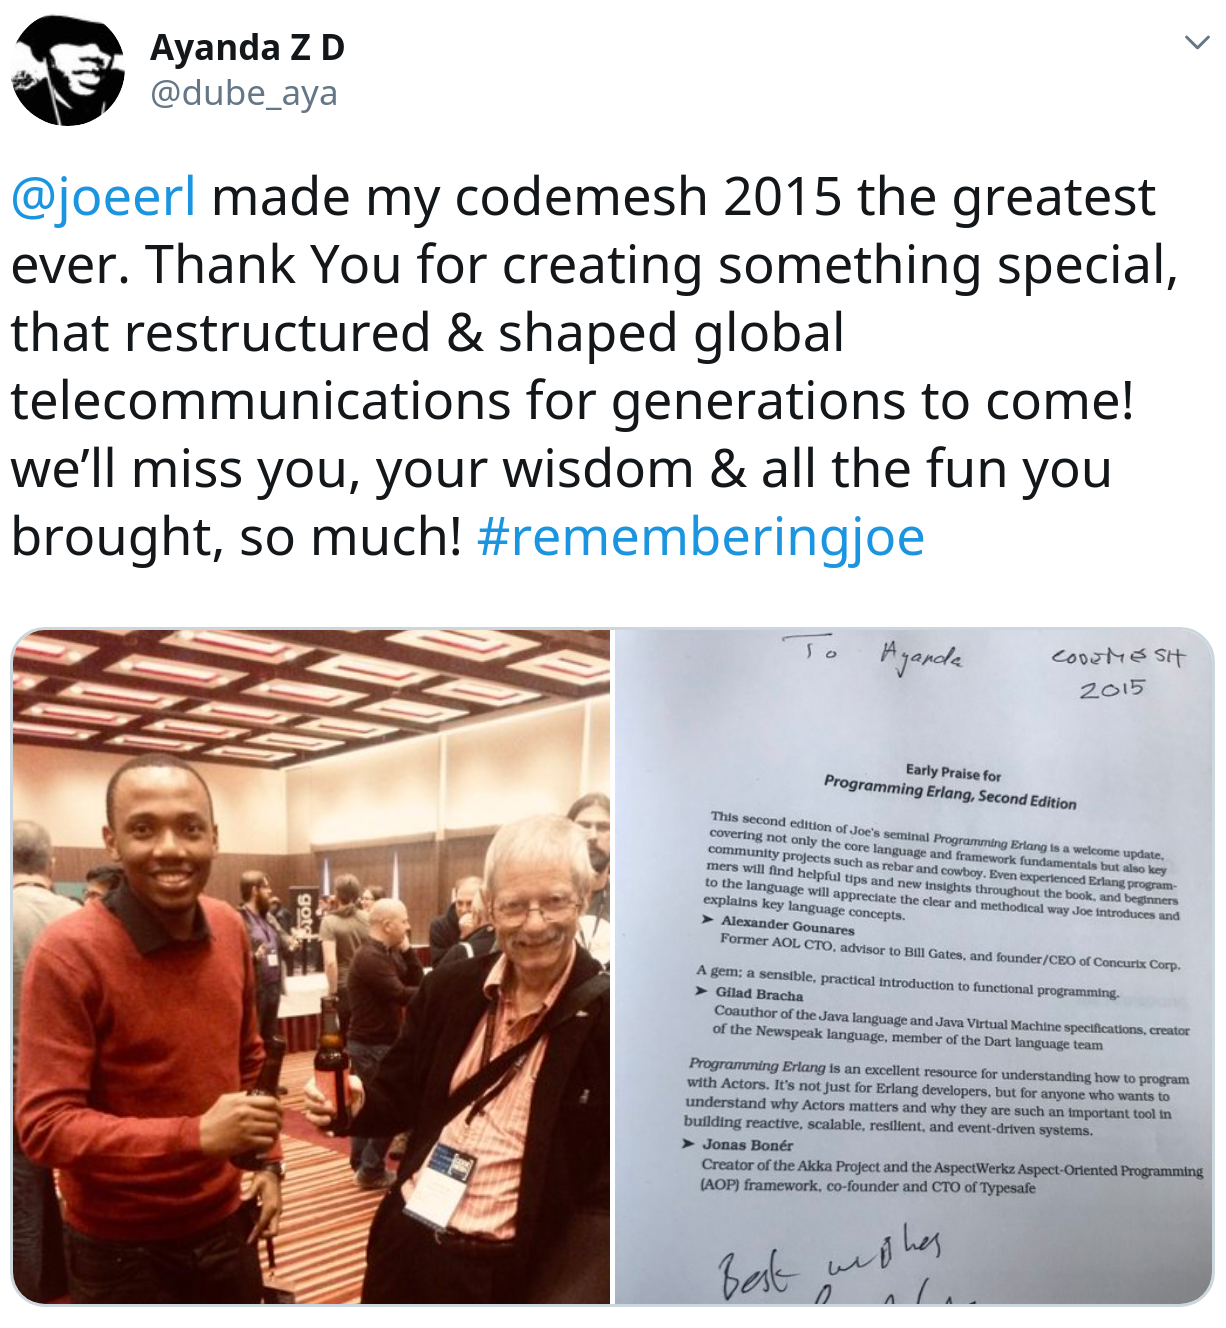 Ayanda Z D
@dube_aya
@joeerl made my codemesh 2015 the greatest
ever. Thank You for creating something special,
that restructured & shaped global
telecommunications for generations to come!
we’ll miss you, your wisdom & all the fun you
brought, so much! #rememberingjoe
goto;
To Ayanda CODEMESH
2015
Early Praise for
Programming Erlang, Second Edition
This second edition of Joe's seminal Programming Erlang is a welcome update,
covering not only the core language and framework fundamentals but also key
community projects such as rebar and cowboy. Even experienced Erlang program-
mers will find helpful tips and new insights throughout the book, and beginners
to the language will appreciate the clear and methodical way Joe introduces and
explains key language concepts.
➤ Alexander Gounares
Former AOL CTO, advisor to Bill Gates, and founder/CEO of Concurix Corp.
A gem; a sensible, practical introduction to functional programming.
➤ Gilad Bracha
Coauthor of the Java language and Java Virtual Machine specifications, creator
of the Newspeak language, member of the Dart language team
Programming Erlang is an excellent resource for understanding how to program
with Actors. It's not just for Erlang developers, but for anyone who wants to
understand why Actors matters and why they are such an important tool in
building reactive, scalable, resilient, and event-driven systems.
➤ Jonas Bonér
Creator of the Akka Project and the AspectWerkz Aspect-Oriented Programming
(AOP) framework, co-founder and CTO of Typesafe
Best wishes